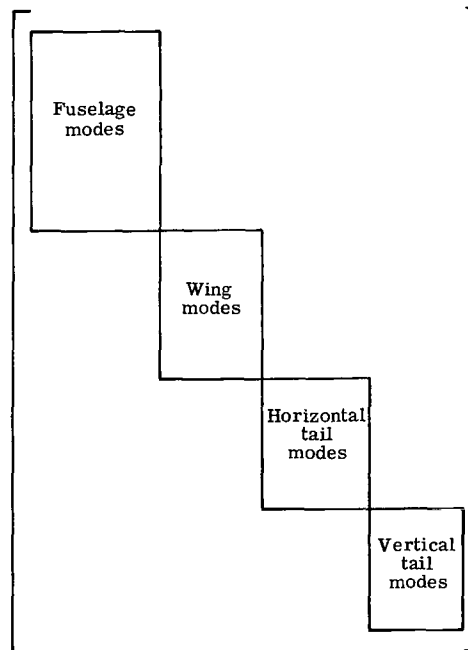 Fuselage
modes
Wing
modes
Horizontal
tail
modes
Vertical
tail
modes